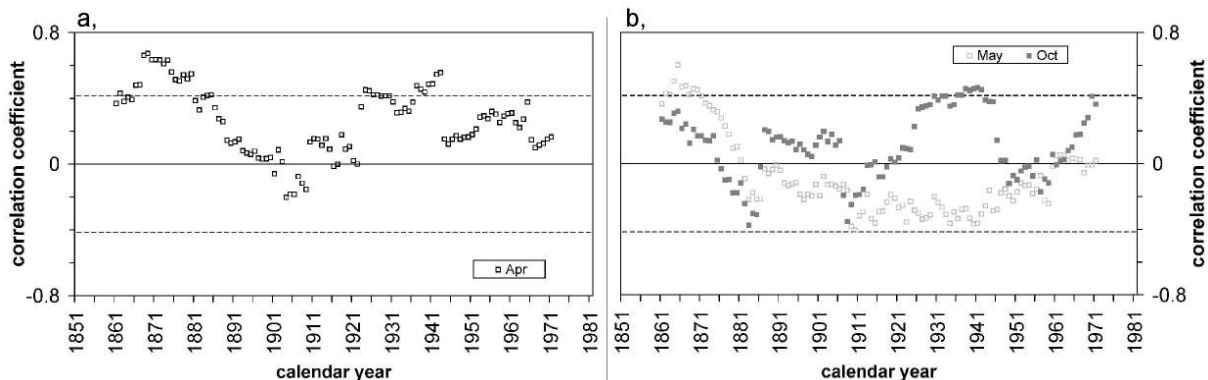 a,
0.8
0
-0.8
correlation coefficient
Apr
1851 1861 1871 1881 1891 1901 1911 1921 1931 1941 1951 1961 1971 1981
calendar year
b,
0.8
0
-0.8
correlation coefficient
May Oct
1851 1861 1871 1881 1891 1901 1911 1921 1931 1941 1951 1961 1971 1981
calendar year